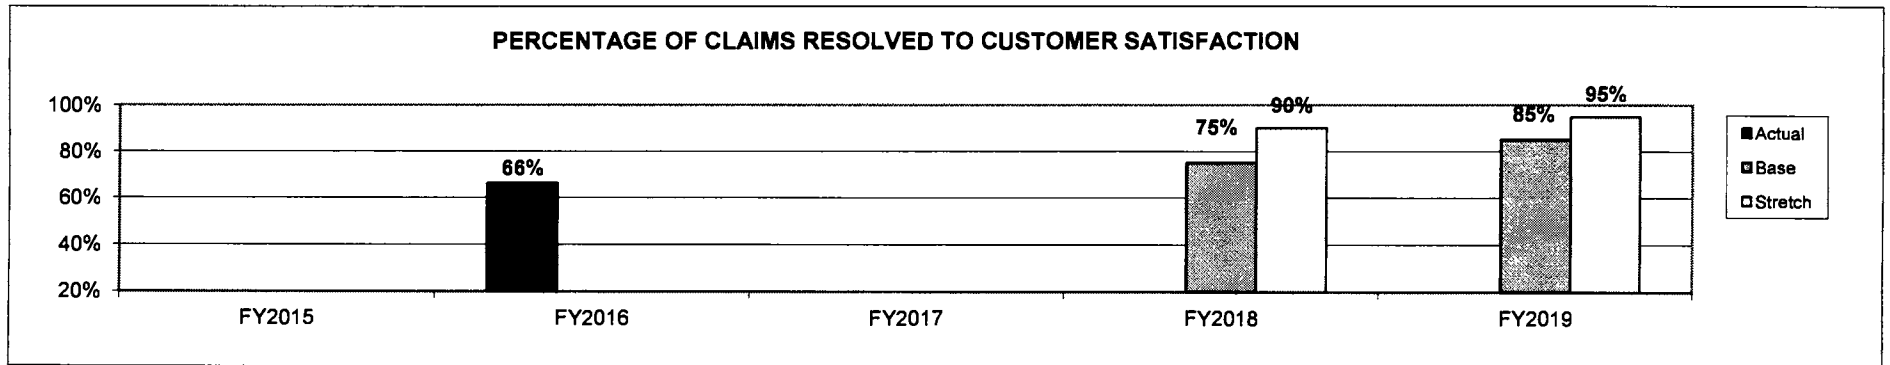 PERCENTAGE OF CLAIMS RESOLVED TO CUSTOMER SATISFACTION
100%
80%
60%
40%
20%
66%
75%
90%
85%
95%
FY2015
FY2016
FY2017
FY2018
FY2019
Actual
Base
Stretch